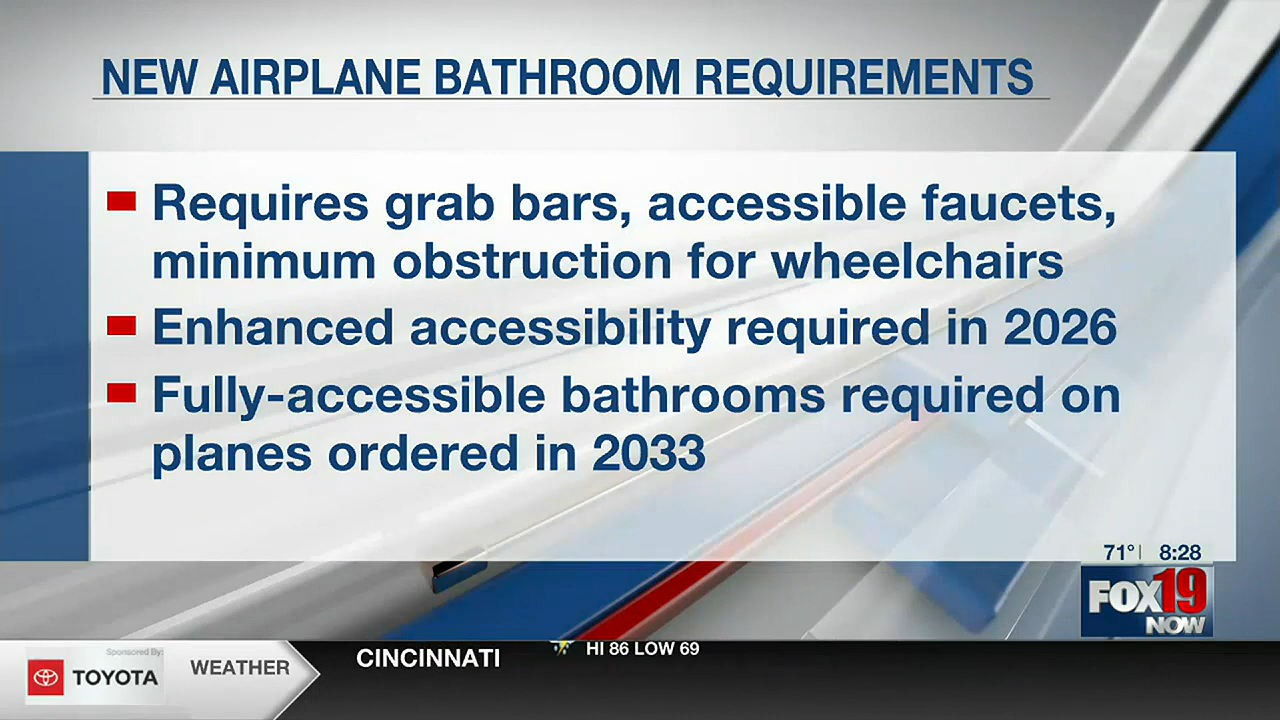 NEW AIRPLANE BATHROOM REQUIREMENTS
Requires grab bars, accessible faucets,
minimum obstruction for wheelchairs
Enhanced accessibility required in 2026
Fully-accessible bathrooms required on
planes ordered in 2033
71° 8:28
FOX19
NOW
Sponsored By:
TOYOTA
WEATHER
CINCINNATI
HI 86 LOW 69